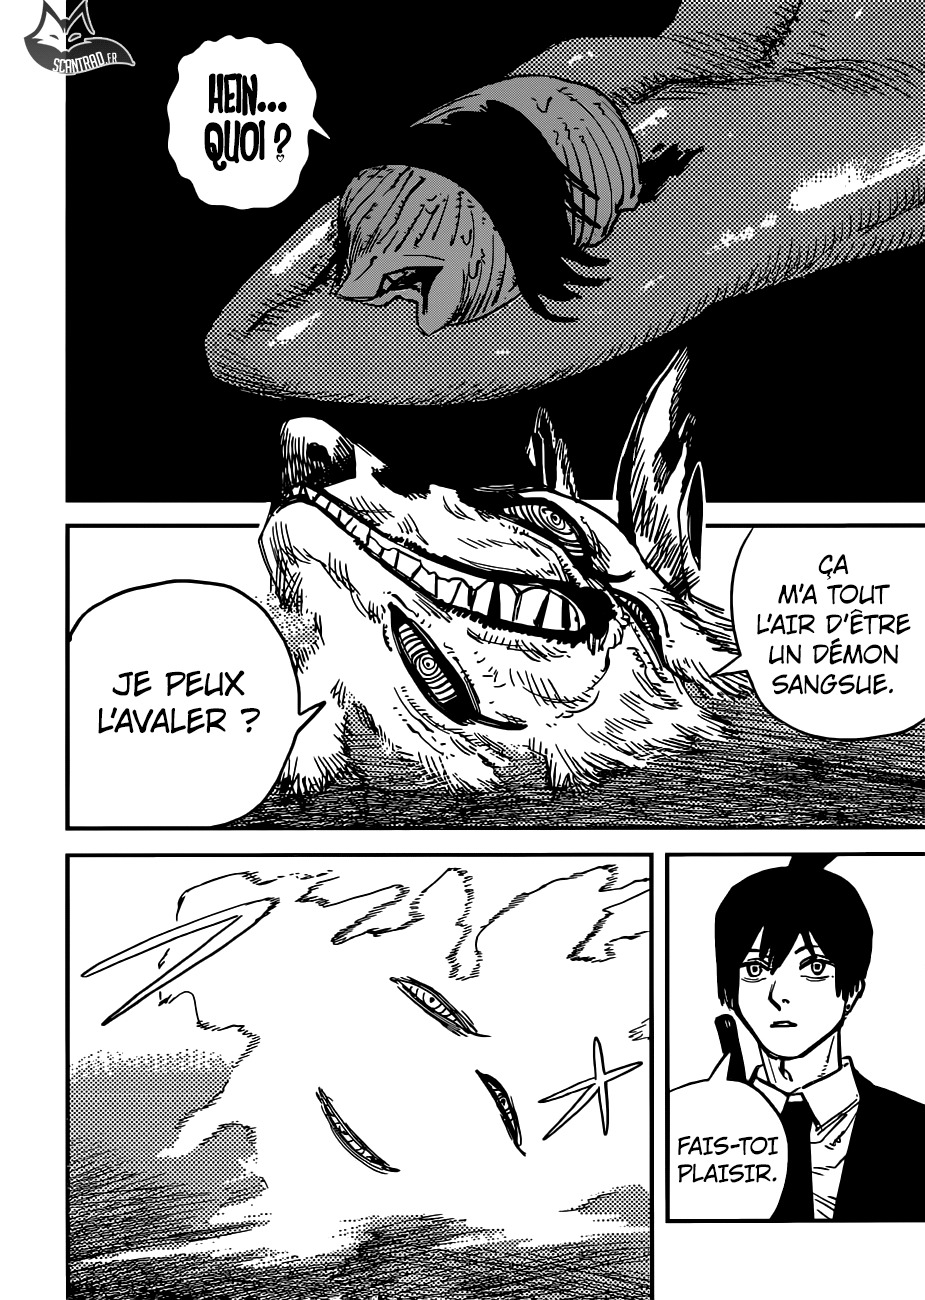 SCANTRAD.FR
HEIN...
QUOI ?
ÇA
M'A TOUT
L'AIR D'ÊTRE
UN DÉMON
SANGSUE.
JE PEUX
L'AVALER ?
FAIS-TOI
PLAISIR.